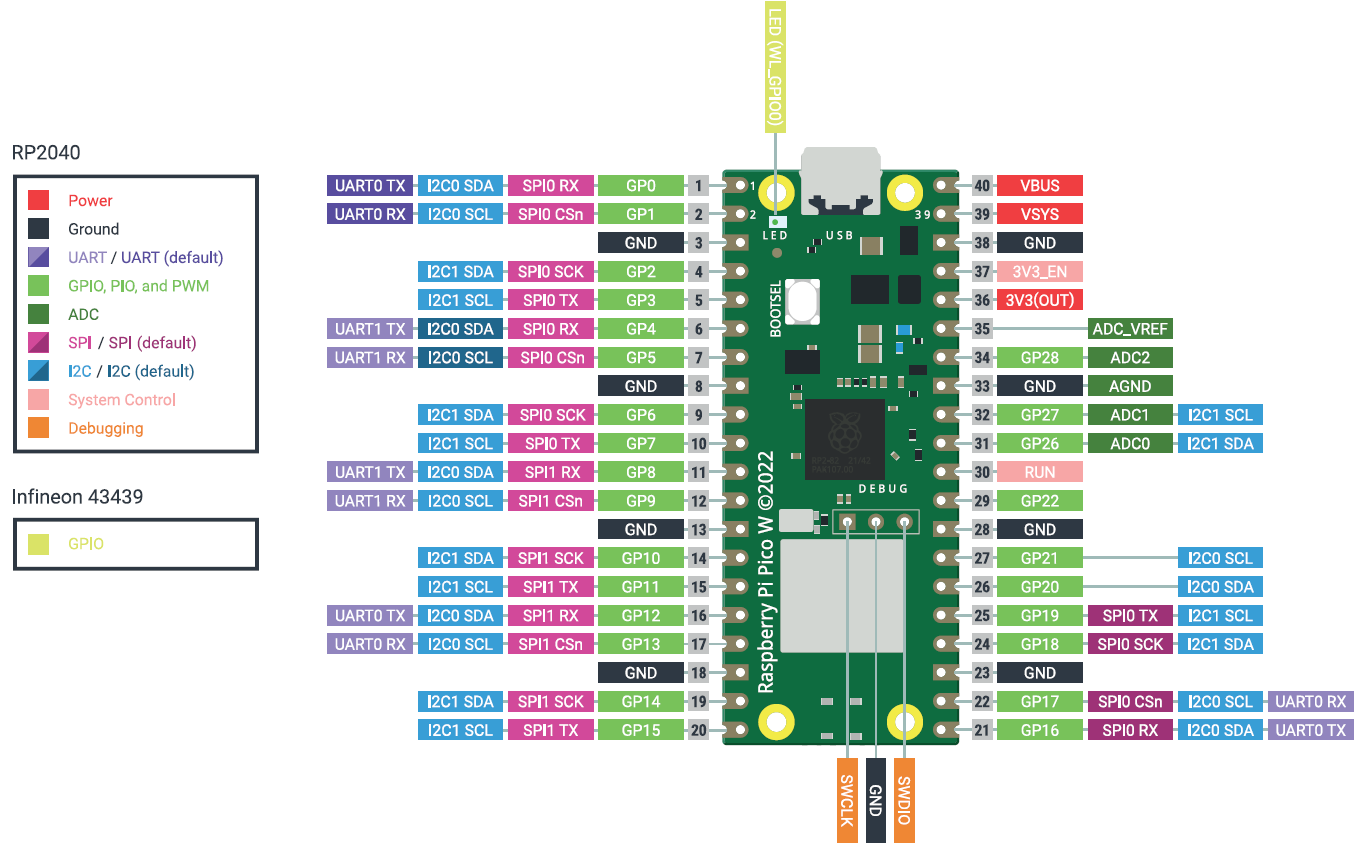 LED (WL_GPIO0)
RP2040
Power
Ground
UART / UART (default)
GPIO, PIO, and PWM
ADC
SPI / SPI (default)
I2C / I2C (default)
System Control
Debugging
Infineon 43439
GPIO
UART0 TX I2C0 SDA SPI0 RX GP0 1
UART0 RX I2C0 SCL SPI0 CSn GP1 2
GND 3
I2C1 SDA SPI0 SCK GP2 4
I2C1 SCL SPI0 TX GP3 5
UART1 TX I2C0 SDA SPI0 RX GP4 6
UART1 RX I2C0 SCL SPI0 CSn GP5 7
GND 8
I2C1 SDA SPI0 SCK GP6 9
I2C1 SCL SPI0 TX GP7 10
UART1 TX I2C0 SDA SPI1 RX GP8 11
UART1 RX I2C0 SCL SPI1 CSn GP9 12
GND 13
I2C1 SDA SPI1 SCK GP10 14
I2C1 SCL SPI1 TX GP11 15
UART0 TX I2C0 SDA SPI1 RX GP12 16
UART0 RX I2C0 SCL SPI1 CSn GP13 17
GND 18
I2C1 SDA SPI1 SCK GP14 19
I2C1 SCL SPI1 TX GP15 20
1
2
39
LED
USB
BOOTSEL
DEBUG
Raspberry Pi Pico W ©2022
40 VBUS
39 VSYS
38 GND
37 3V3_EN
36 3V3(OUT)
35 ADC_VREF
34 GP28 ADC2
33 GND AGND
32 GP27 ADC1 I2C1 SCL
31 GP26 ADC0 I2C1 SDA
30 RUN
29 GP22
28 GND
27 GP21 I2C0 SCL
26 GP20 I2C0 SDA
25 GP19 SPI0 TX I2C1 SCL
24 GP18 SPI0 SCK I2C1 SDA
23 GND
22 GP17 SPI0 CSn I2C0 SCL UART0 RX
21 GP16 SPI0 RX I2C0 SDA UART0 TX
SWCLK
GND
SWDIO